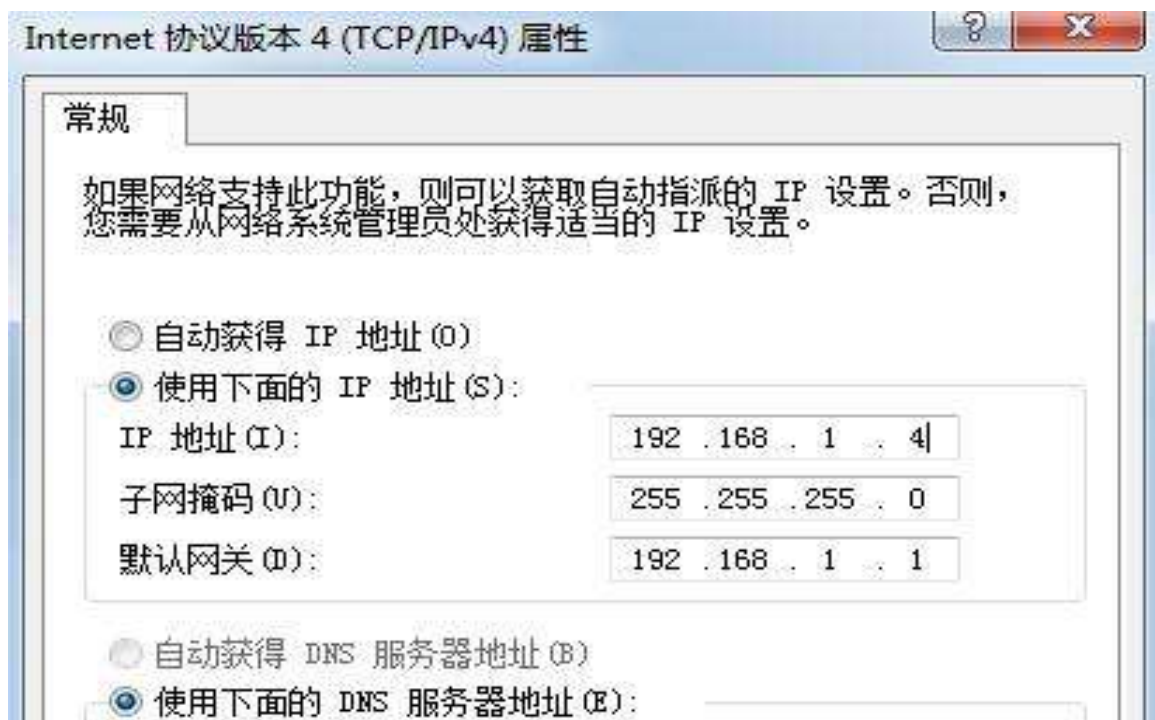 Internet 协议版本 4 (TCP/IPv4) 属性
?
常规
如果网络支持此功能，则可以获取自动指派的 IP 设置。否则，
您需要从网络系统管理员处获得适当的 IP 设置。
自动获得 IP 地址(O)
使用下面的 IP 地址(S):
IP 地址(I): 192 . 168 . 1 . 4
子网掩码(U): 255 . 255 . 255 . 0
默认网关(D): 192 . 168 . 1 . 1
自动获得 DNS 服务器地址(B)
使用下面的 DNS 服务器地址(E):